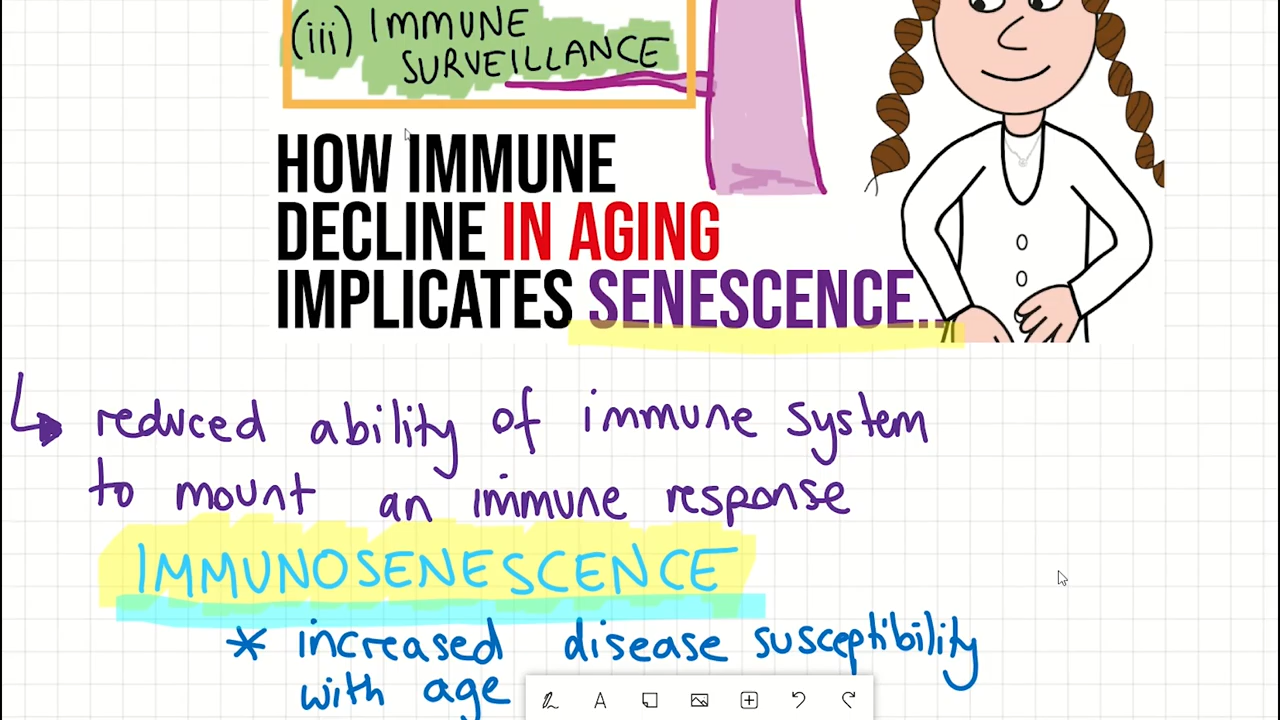 (iii) IMMUNE
SURVEILLANCE
HOW IMMUNE
DECLINE IN AGING
IMPLICATES SENESCENCE..
reduced ability of immune system
to mount an immune response
IMMUNOSENESCENCE
* increased disease susceptibility
with age
A